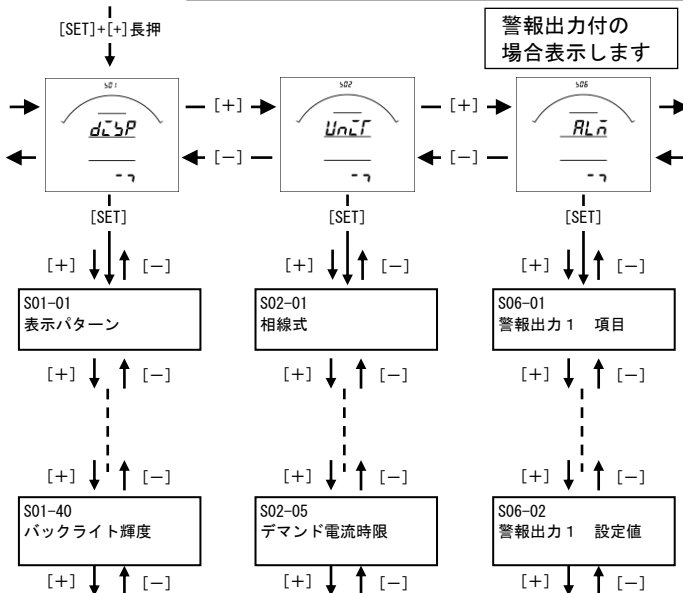 [SET]+[+]長押
警報出力付の
場合表示します
S01
S02
S06
dISP
UnIT
ALm
[+]
[+]
[−]
[−]
[SET]
[SET]
[SET]
[+] [−]
[+] [−]
[+] [−]
S01-01
表示パターン
S02-01
相線式
S06-01
警報出力1 項目
[+] [−]
[+] [−]
[+] [−]
[+] [−]
[+] [−]
[+] [−]
S01-40
バックライト輝度
S02-05
デマンド電流時限
S06-02
警報出力1 設定値
[+] [−]
[+] [−]
[+] [−]